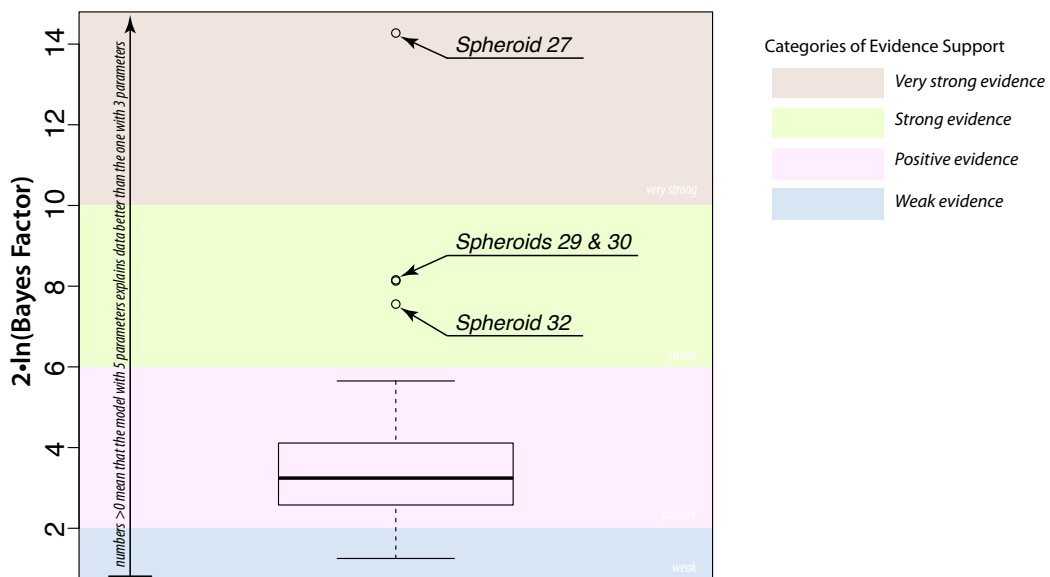 14
12
10
8
6
4
2
2•ln(Bayes Factor)
numbers >0 mean that the model with 5 parameters explains data better than the one with 3 parameters
Spheroid 27
very strong
Spheroids 29 & 30
Spheroid 32
strong
positive
weak
Categories of Evidence Support
Very strong evidence
Strong evidence
Positive evidence
Weak evidence